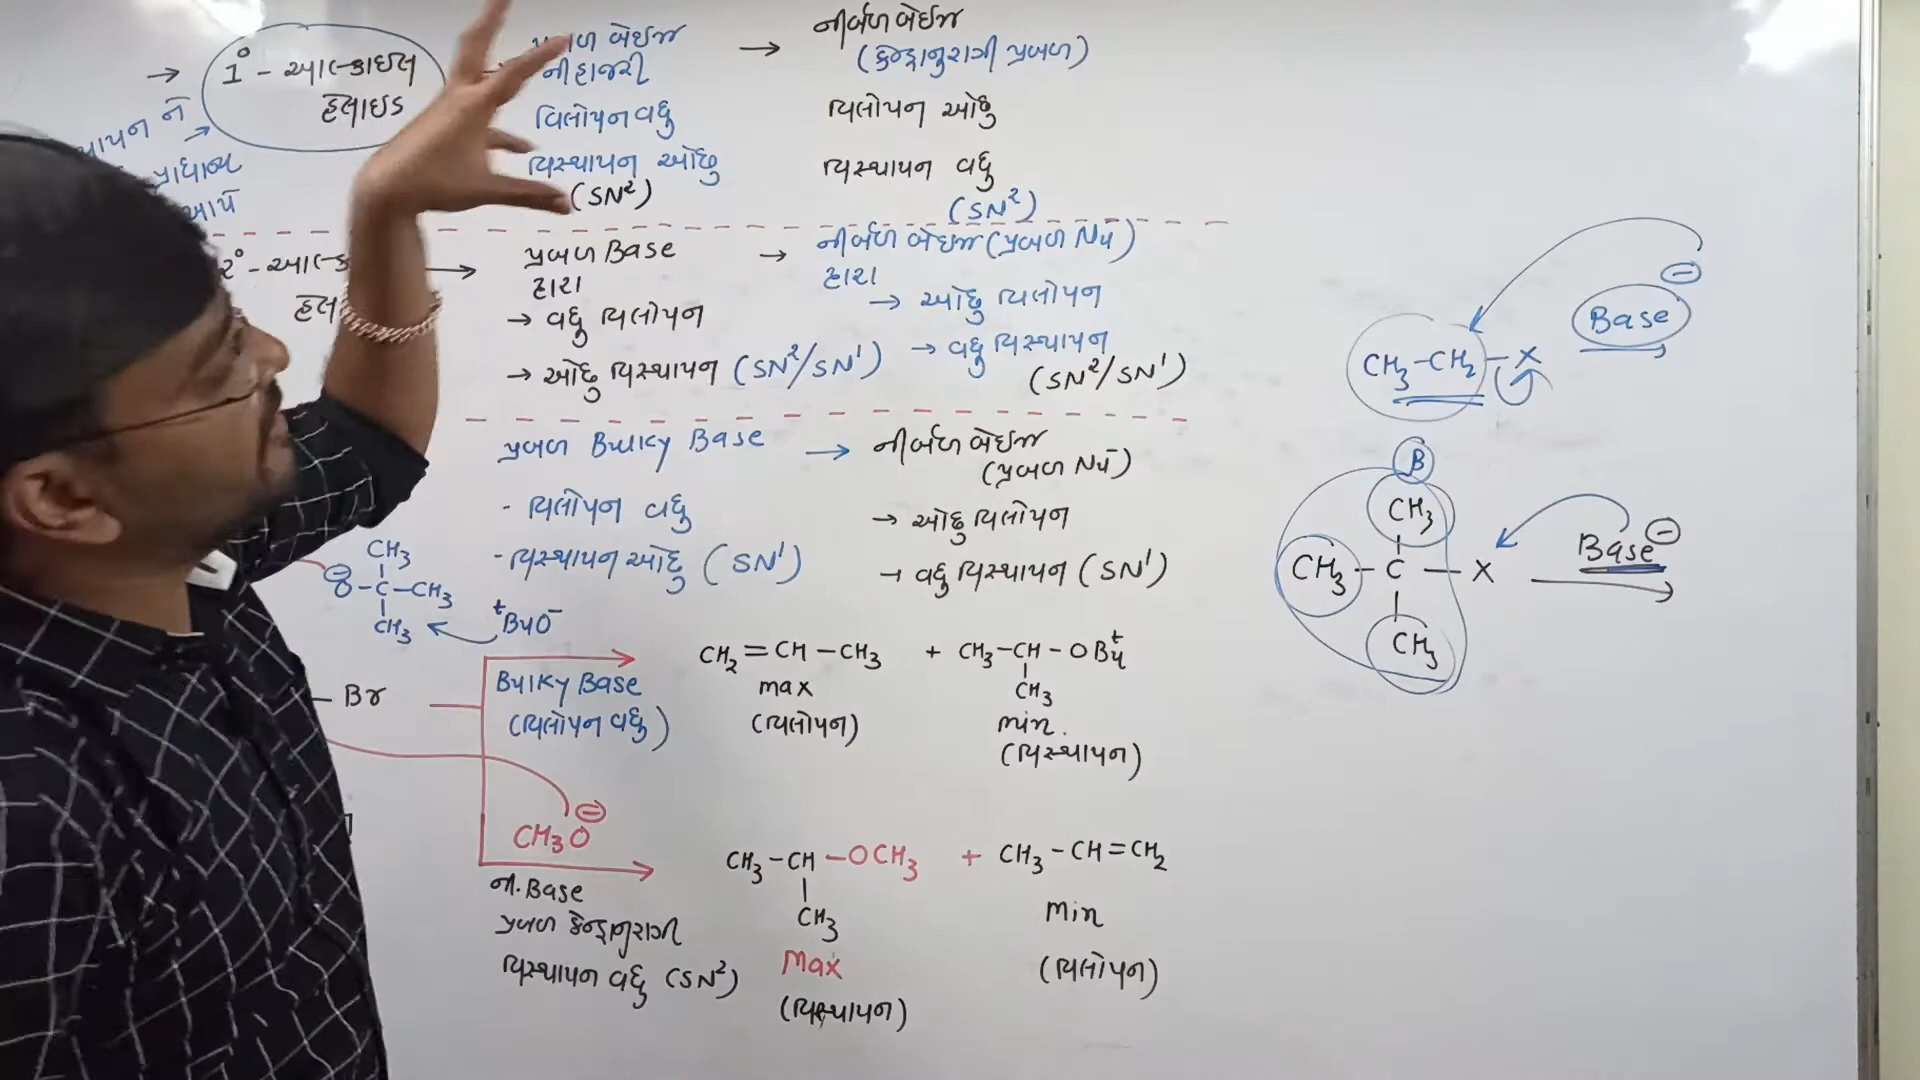 → 1° - આલ્કાઇલ
હેલાઇડ
ને
પ્રાધાન્ય
આપે
બેઇઝ
ની હાજરી
વિલોપન વધુ
વિસ્થાપન ઓછુ
(SN²)
→ નીર્બળ બેઇઝ
(કેન્દ્રાનુરાગી પ્રબળ)
વિલોપન ઓછુ
વિસ્થાપન વધુ
(SN²)
2° -
→ પ્રબળ Base
દ્વારા
→ વધુ વિલોપન
→ ઓછુ વિસ્થાપન (SN²/SN¹)
→ નીર્બળ બેઇઝ (પ્રબળ Nu⁻)
દ્વારા
→ ઓછુ વિલોપન
→ વધુ વિસ્થાપન
(SN²/SN¹)
પ્રબળ Bulky Base
- વિલોપન વધુ
- વિસ્થાપન ઓછુ (SN¹)
→ નીર્બળ બેઇઝ
(પ્રબળ Nu⁻)
→ ઓછુ વિલોપન
→ વધુ વિસ્થાપન (SN¹)
CH3
⊖O-C-CH3
CH3
ᵗBuO⁻
- Br
Bulky Base
(વિલોપન વધુ)
CH2=CH-CH3 + CH3-CH-OBuᵗ
CH3
max
(વિલોપન)
min.
(વિસ્થાપન)
CH3O⊖
ની. Base
પ્રબળ કેન્દ્રાનુરાગી
વિસ્થાપન વધુ (SN²)
CH3-CH-OCH3 + CH3-CH=CH2
CH3
Max
(વિસ્થાપન)
Min
(વિલોપન)
CH3-CH2-X
⊖
Base
B
CH3
CH3-C-X
CH3
Base⊖